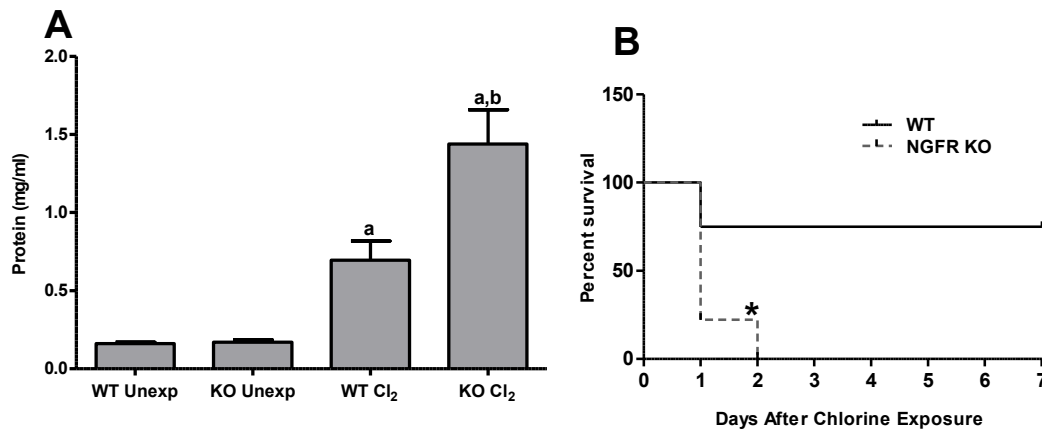 A
Protein (mg/ml)
2.0
1.5
1.0
0.5
0.0
a
a,b
WT Unexp
KO Unexp
WT Cl₂
KO Cl₂
B
Percent survival
150
100
50
0
WT
NGFR KO
*
0 1 2 3 4 5 6 7
Days After Chlorine Exposure